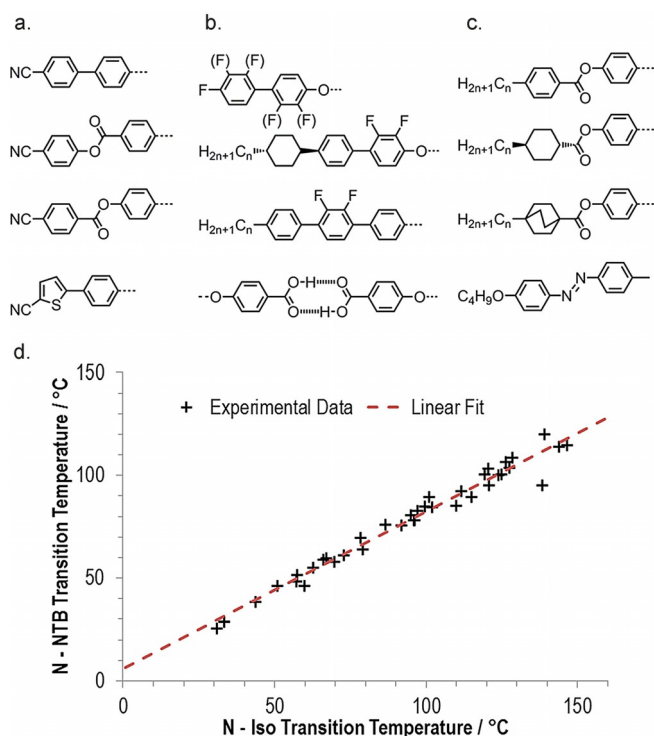 a.
b.
c.
NC
(F) (F)
F
O
(F) (F)
H2n+1Cn
O
O
NC
O
O
H2n+1Cn
F F
O
H2n+1Cn
O
O
NC
O
O
H2n+1Cn
F F
H2n+1Cn
O
O
NC
S
O
O-H
O
O
H-O
O
C4H9O
N
N
d.
N - NTB Transition Temperature / °C
150
100
50
0
Experimental Data
Linear Fit
0 50 100 150
N - Iso Transition Temperature / °C